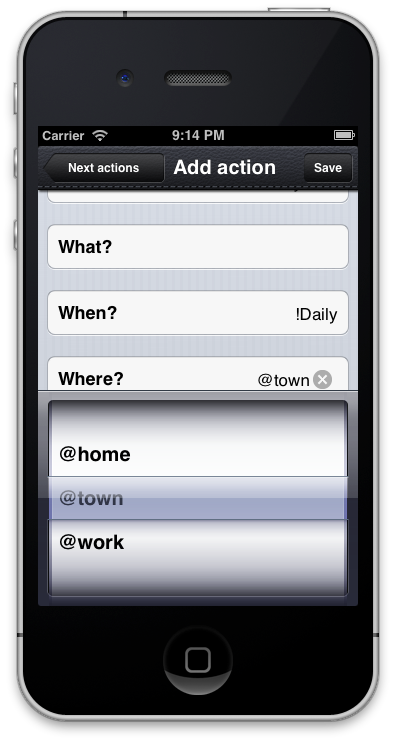 Carrier 9:14 PM
Next actions Add action Save
What?
When? !Daily
Where? @town
@home
@town
@work